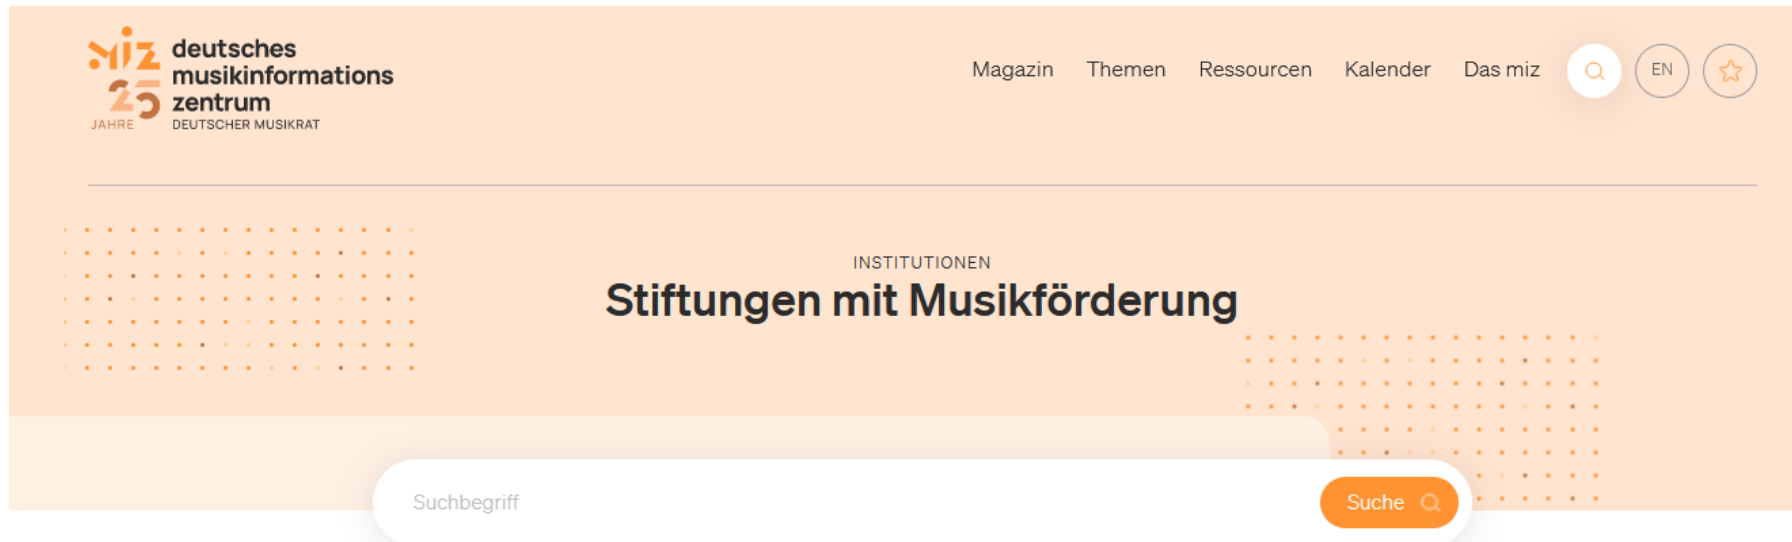 miz
25
JAHRE
deutsches
musikinformations
zentrum
DEUTSCHER MUSIKRAT
Magazin Themen Ressourcen Kalender Das miz EN
INSTITUTIONEN
Stiftungen mit Musikförderung
Suchbegriff Suche